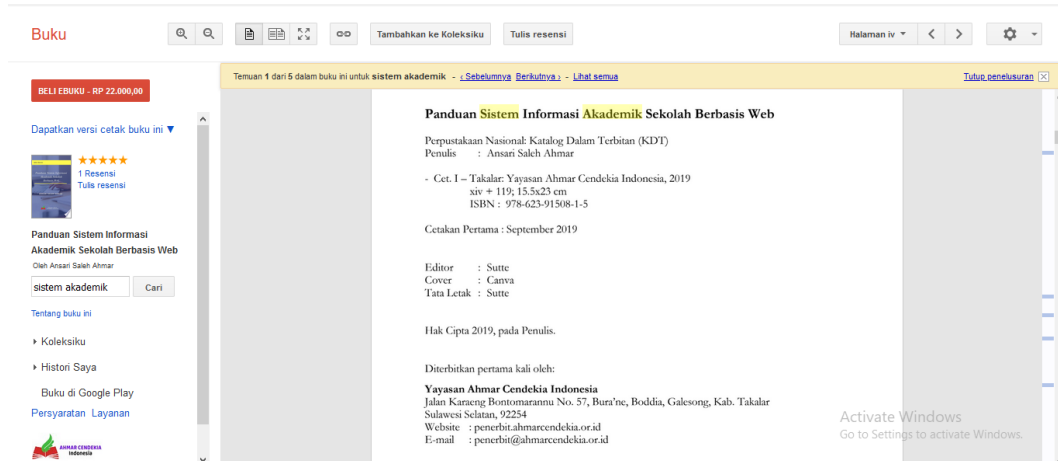 Buku
Tambahkan ke Koleksiku
Tulis resensi
Halaman iv
BELI EBUKU - RP 22.000,00
Dapatkan versi cetak buku ini ▼
1 Resensi
Tulis resensi
Panduan Sistem Informasi
Akademik Sekolah Berbasis Web
Oleh Ansari Saleh Ahmar
sistem akademik
Cari
Tentang buku ini
Koleksiku
Histori Saya
Buku di Google Play
Persyaratan Layanan
AHMAR CENDEKIA
Indonesia
Temuan 1 dari 5 dalam buku ini untuk sistem akademik - ‹ Sebelumnya Berikutnya › - Lihat semua
Tutup penelusuran
Panduan Sistem Informasi Akademik Sekolah Berbasis Web
Perpustakaan Nasional: Katalog Dalam Terbitan (KDT)
Penulis : Ansari Saleh Ahmar
- Cet. I – Takalar: Yayasan Ahmar Cendekia Indonesia, 2019
xiv + 119; 15.5x23 cm
ISBN : 978-623-91508-1-5
Cetakan Pertama : September 2019
Editor : Sutte
Cover : Canva
Tata Letak : Sutte
Hak Cipta 2019, pada Penulis.
Diterbitkan pertama kali oleh:
Yayasan Ahmar Cendekia Indonesia
Jalan Karaeng Bontomarannu No. 57, Bura'ne, Boddia, Galesong, Kab. Takalar
Sulawesi Selatan, 92254
Website : penerbit.ahmarcendekia.or.id
E-mail : penerbit@ahmarcendekia.or.id
Activate Windows
Go to Settings to activate Windows.